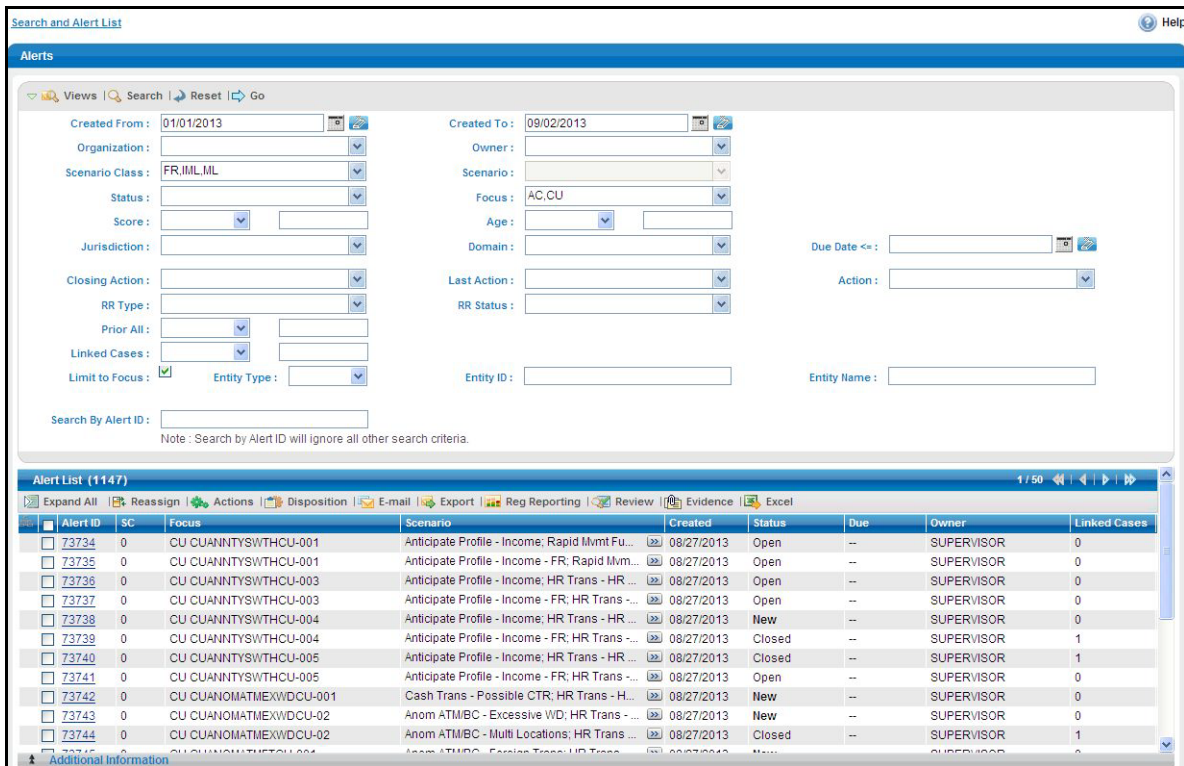 Search and Alert List
Help
Alerts
Views | Search | Reset | Go
Created From : 01/01/2013 Created To : 09/02/2013
Organization : Owner :
Scenario Class : FR,IML,ML Scenario :
Status : Focus : AC,CU
Score : Age :
Jurisdiction : Domain : Due Date <= :
Closing Action : Last Action : Action :
RR Type : RR Status :
Prior All :
Linked Cases :
Limit to Focus : Entity Type : Entity ID : Entity Name :
Search By Alert ID :
Note : Search by Alert ID will ignore all other search criteria.
Alert List (1147) 1 / 50
Expand All | Reassign | Actions | Disposition | E-mail | Export | Reg Reporting | Review | Evidence | Excel
Alert ID SC Focus Scenario Created Status Due Owner Linked Cases
73734 0 CU CUANNTYSWTHCU-001 Anticipate Profile - Income; Rapid Mvmt Fu... 08/27/2013 Open -- SUPERVISOR 0
73735 0 CU CUANNTYSWTHCU-001 Anticipate Profile - Income - FR; Rapid Mvm... 08/27/2013 Open -- SUPERVISOR 0
73736 0 CU CUANNTYSWTHCU-003 Anticipate Profile - Income; HR Trans - HR ... 08/27/2013 Open -- SUPERVISOR 0
73737 0 CU CUANNTYSWTHCU-003 Anticipate Profile - Income - FR; HR Trans -... 08/27/2013 Open -- SUPERVISOR 0
73738 0 CU CUANNTYSWTHCU-004 Anticipate Profile - Income; HR Trans - HR ... 08/27/2013 New -- SUPERVISOR 0
73739 0 CU CUANNTYSWTHCU-004 Anticipate Profile - Income - FR; HR Trans -... 08/27/2013 Closed -- SUPERVISOR 1
73740 0 CU CUANNTYSWTHCU-005 Anticipate Profile - Income; HR Trans - HR ... 08/27/2013 Closed -- SUPERVISOR 1
73741 0 CU CUANNTYSWTHCU-005 Anticipate Profile - Income - FR; HR Trans -... 08/27/2013 Open -- SUPERVISOR 0
73742 0 CU CUANOMATMEXWDCU-001 Cash Trans - Possible CTR; HR Trans - H... 08/27/2013 New -- SUPERVISOR 0
73743 0 CU CUANOMATMEXWDCU-02 Anom ATM/BC - Excessive WD; HR Trans - ... 08/27/2013 New -- SUPERVISOR 0
73744 0 CU CUANOMATMEXWDCU-02 Anom ATM/BC - Multi Locations; HR Trans ... 08/27/2013 Closed -- SUPERVISOR 1
Additional Information